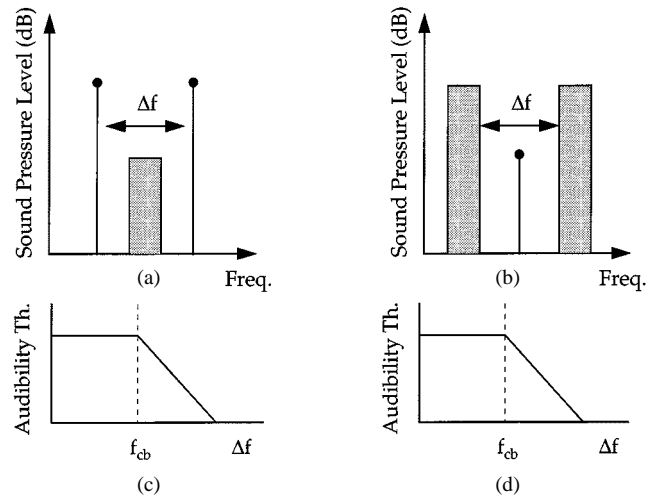 Sound Pressure Level (dB)
Δf
(a)
Freq.
Sound Pressure Level (dB)
Δf
(b)
Freq.
Audibility Th.
f_cb
Δf
(c)
Audibility Th.
f_cb
Δf
(d)